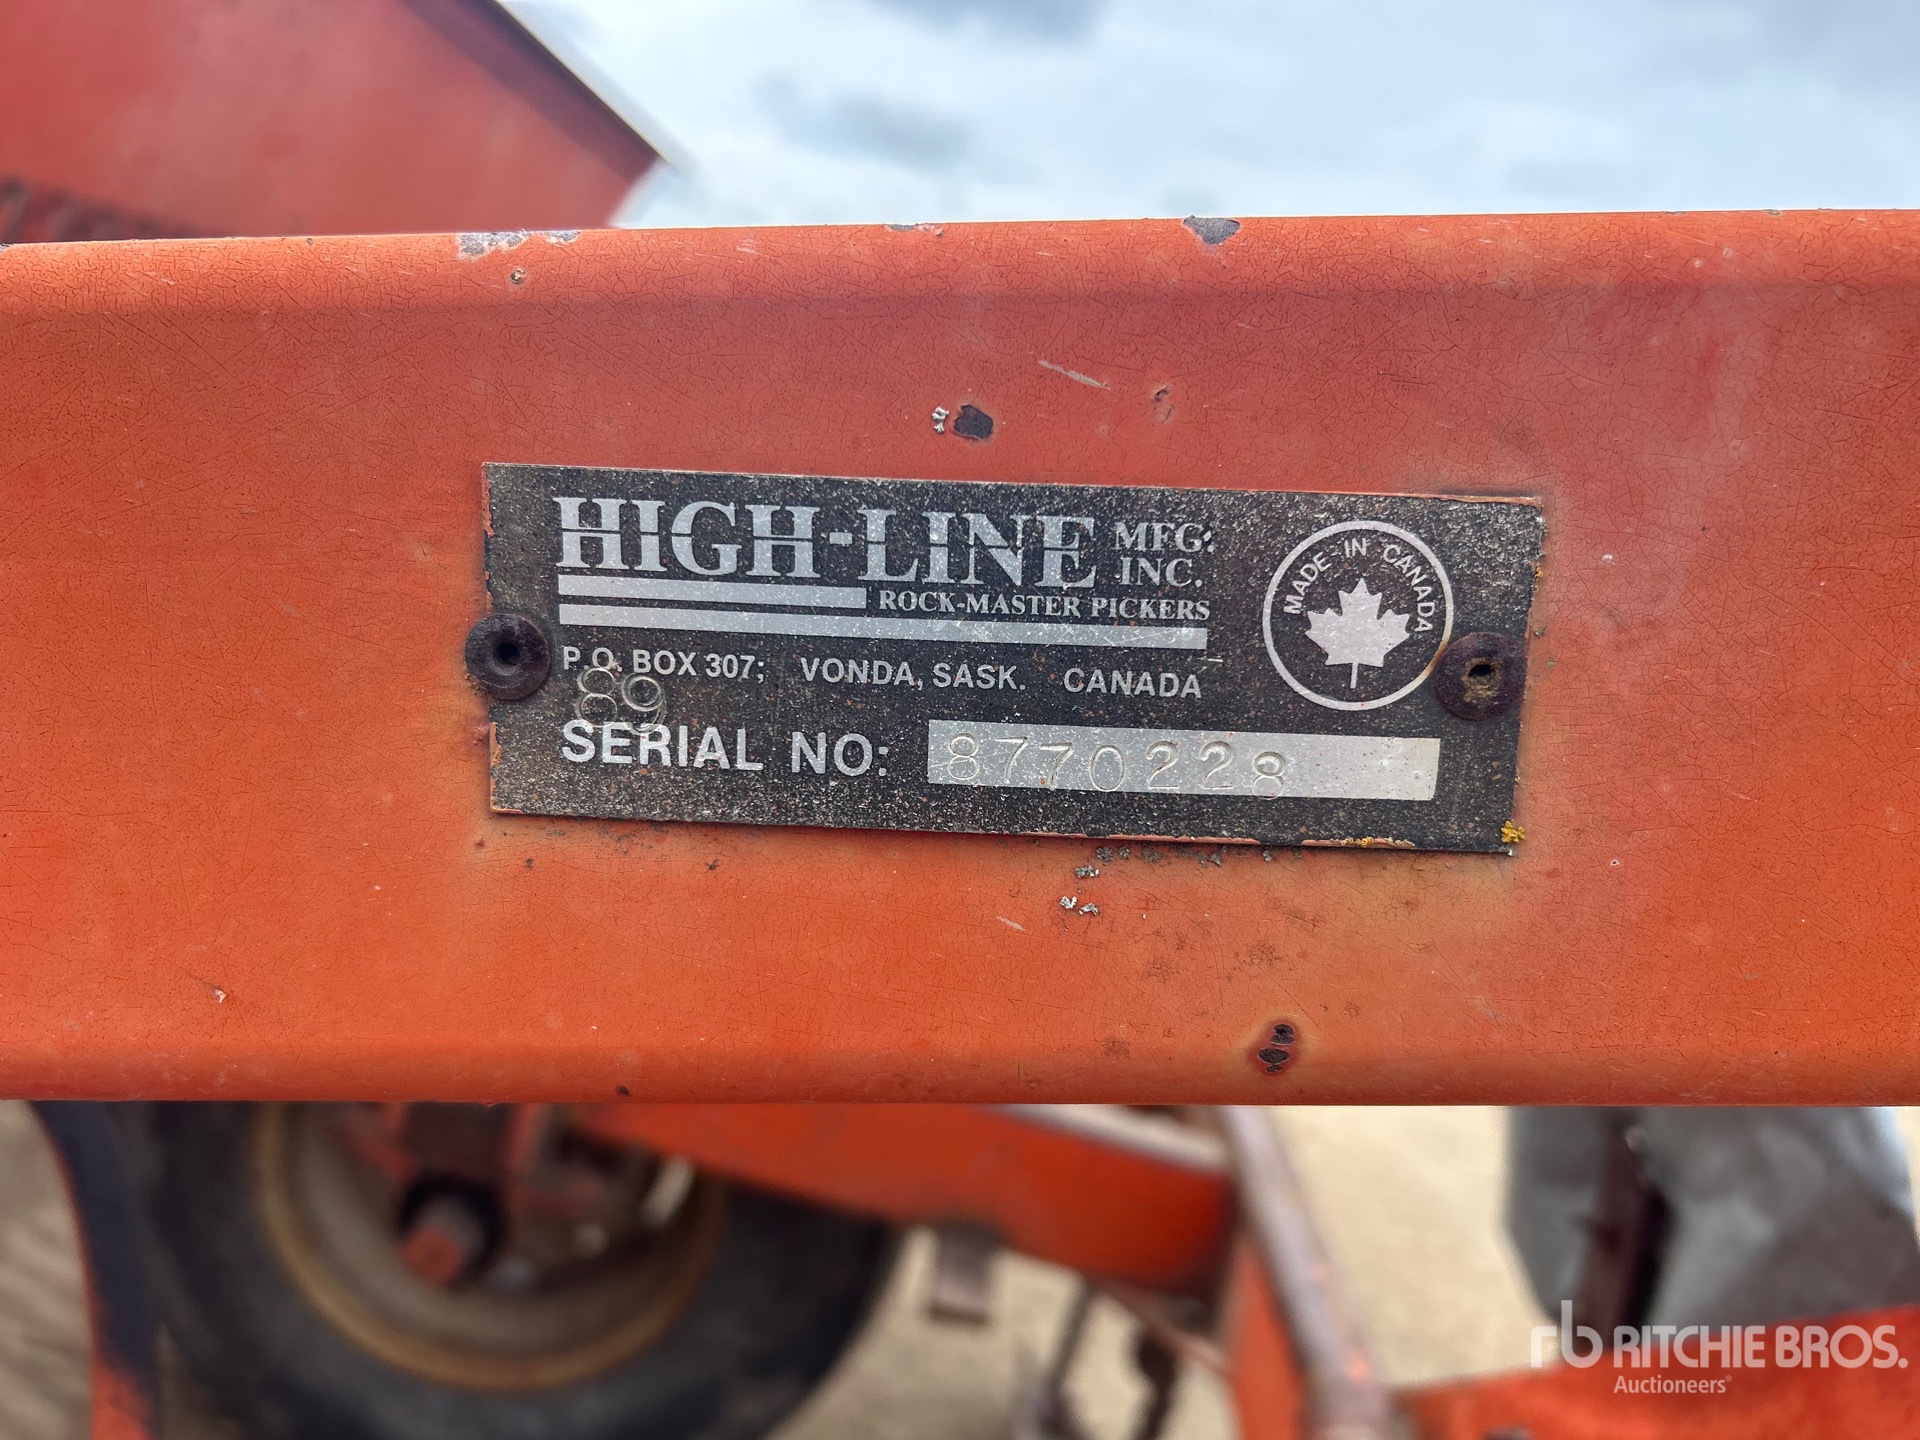 HIGH-LINE MFG. INC.
ROCK-MASTER PICKERS
P.O. BOX 307; VONDA, SASK. CANADA
89
SERIAL NO: 8770228
MADE IN CANADA
rb RITCHIE BROS.
Auctioneers